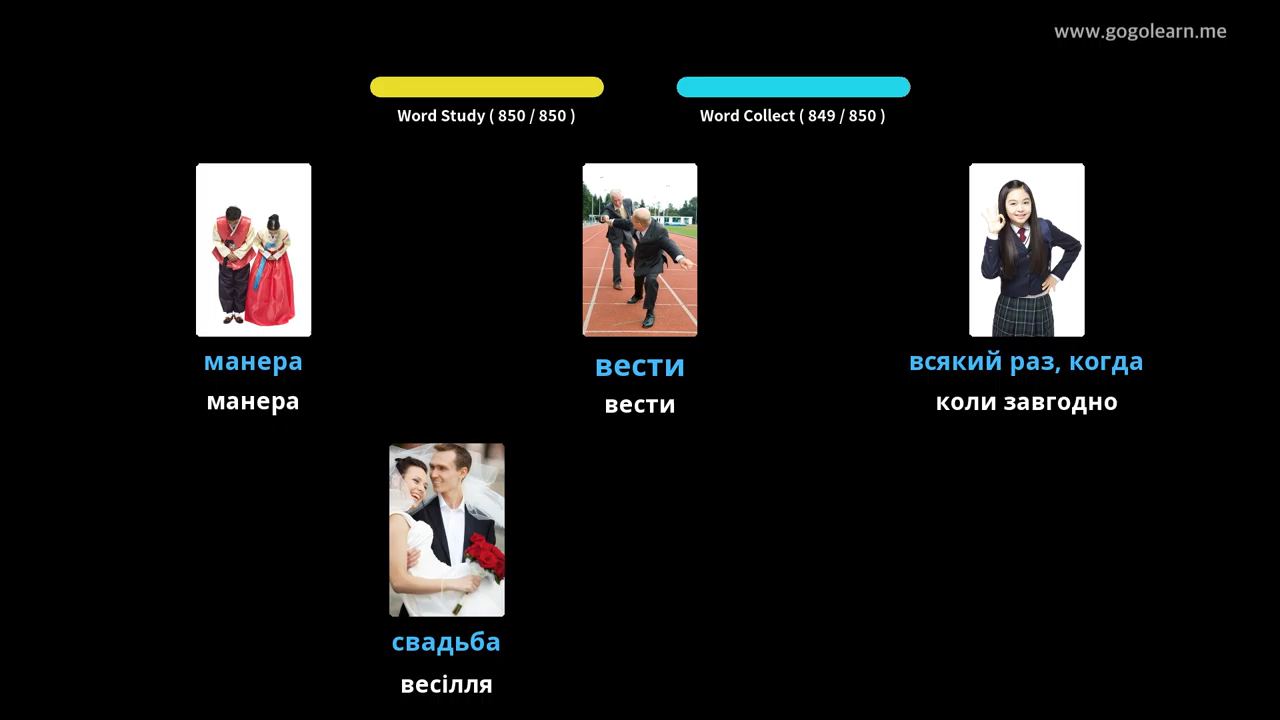 www.gogolearn.me
Word Study ( 850 / 850 )
Word Collect ( 849 / 850 )
манера
манера
вести
вести
всякий раз, когда
коли завгодно
свадьба
весілля